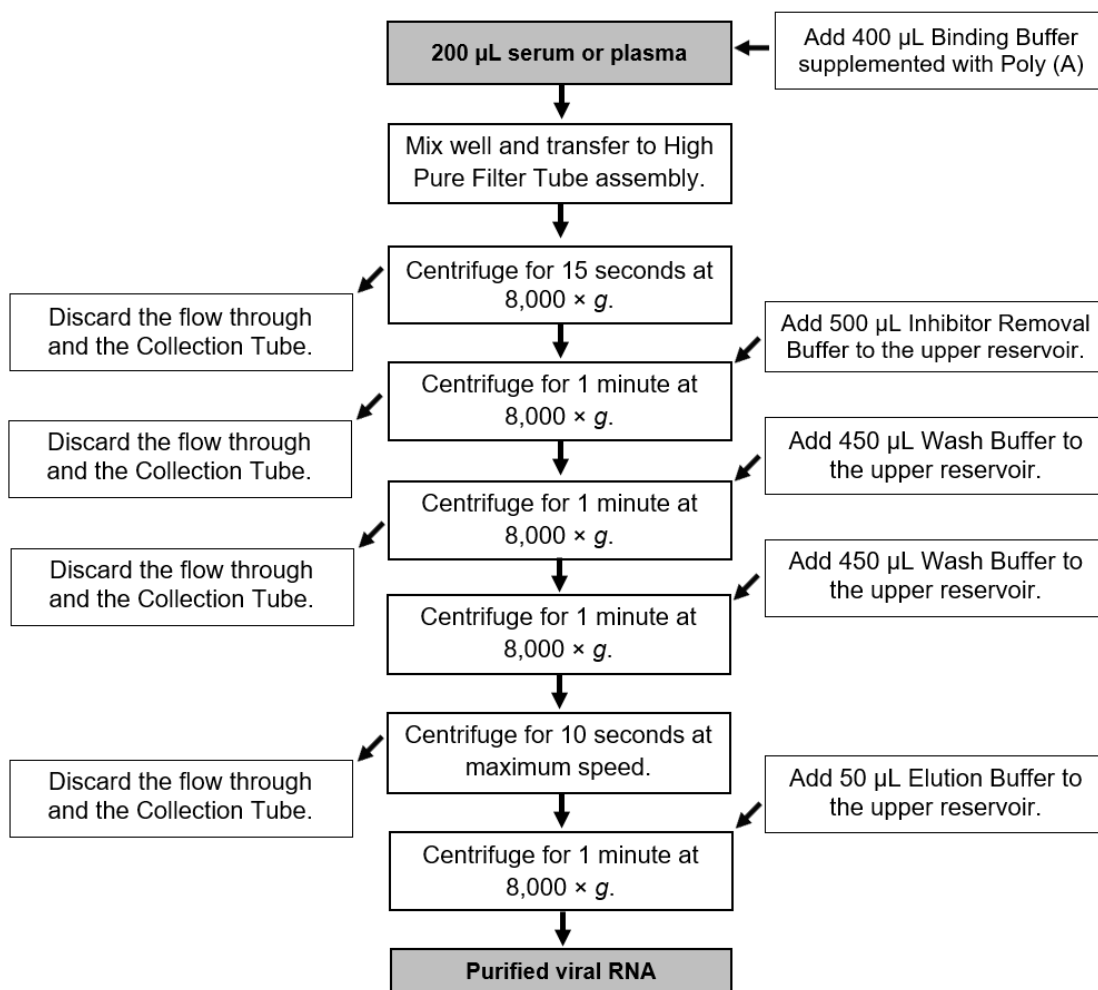 200 µL serum or plasma
Add 400 µL Binding Buffer
supplemented with Poly (A)
Mix well and transfer to High
Pure Filter Tube assembly.
Centrifuge for 15 seconds at
8,000 × g.
Discard the flow through
and the Collection Tube.
Add 500 µL Inhibitor Removal
Buffer to the upper reservoir.
Centrifuge for 1 minute at
8,000 × g.
Discard the flow through
and the Collection Tube.
Add 450 µL Wash Buffer to
the upper reservoir.
Centrifuge for 1 minute at
8,000 × g.
Discard the flow through
and the Collection Tube.
Add 450 µL Wash Buffer to
the upper reservoir.
Centrifuge for 1 minute at
8,000 × g.
Centrifuge for 10 seconds at
maximum speed.
Discard the flow through
and the Collection Tube.
Add 50 µL Elution Buffer to
the upper reservoir.
Centrifuge for 1 minute at
8,000 × g.
Purified viral RNA